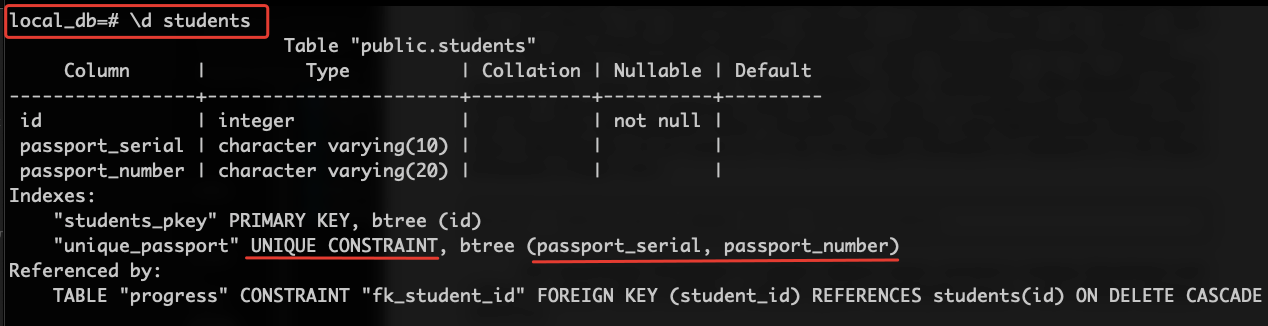 local_db=# \d students
Table "public.students"
Column | Type | Collation | Nullable | Default
-----------------+------------------------+-----------+----------+---------
id | integer | | not null |
passport_serial | character varying(10) | | |
passport_number | character varying(20) | | |
Indexes:
"students_pkey" PRIMARY KEY, btree (id)
"unique_passport" UNIQUE CONSTRAINT, btree (passport_serial, passport_number)
Referenced by:
TABLE "progress" CONSTRAINT "fk_student_id" FOREIGN KEY (student_id) REFERENCES students(id) ON DELETE CASCADE